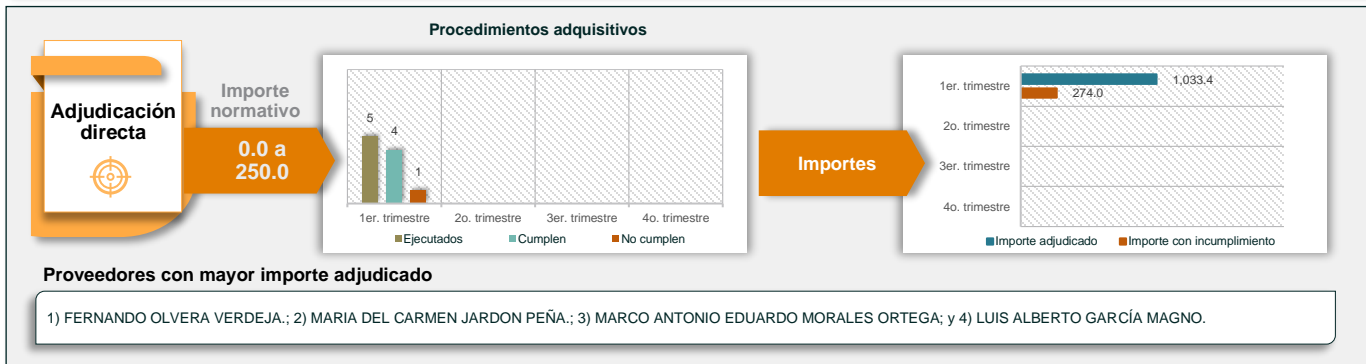 Procedimientos adquisitivos
Adjudicación
directa
Importe
normativo
0.0 a
250.0
5
4
1
1er. trimestre
2o. trimestre
3er. trimestre
4o. trimestre
Ejecutados
Cumplen
No cumplen
Importes
1er. trimestre
1,033.4
274.0
2o. trimestre
3er. trimestre
4o. trimestre
Importe adjudicado
Importe con incumplimiento
Proveedores con mayor importe adjudicado
1) FERNANDO OLVERA VERDEJA.; 2) MARIA DEL CARMEN JARDON PEÑA.; 3) MARCO ANTONIO EDUARDO MORALES ORTEGA; y 4) LUIS ALBERTO GARCÍA MAGNO.